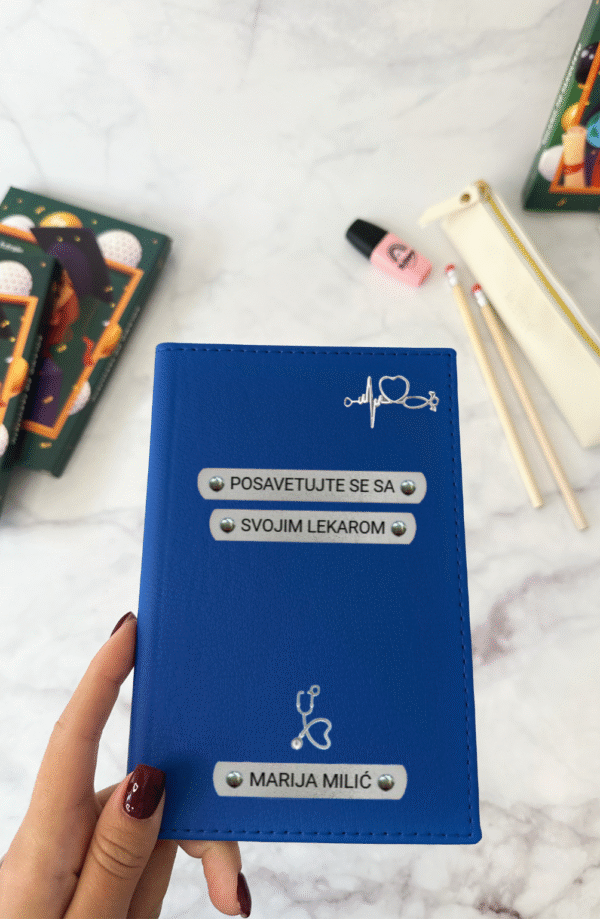 POSAVETUJTE SE SA
SVOJIM LEKAROM
MARIJA MILIĆ